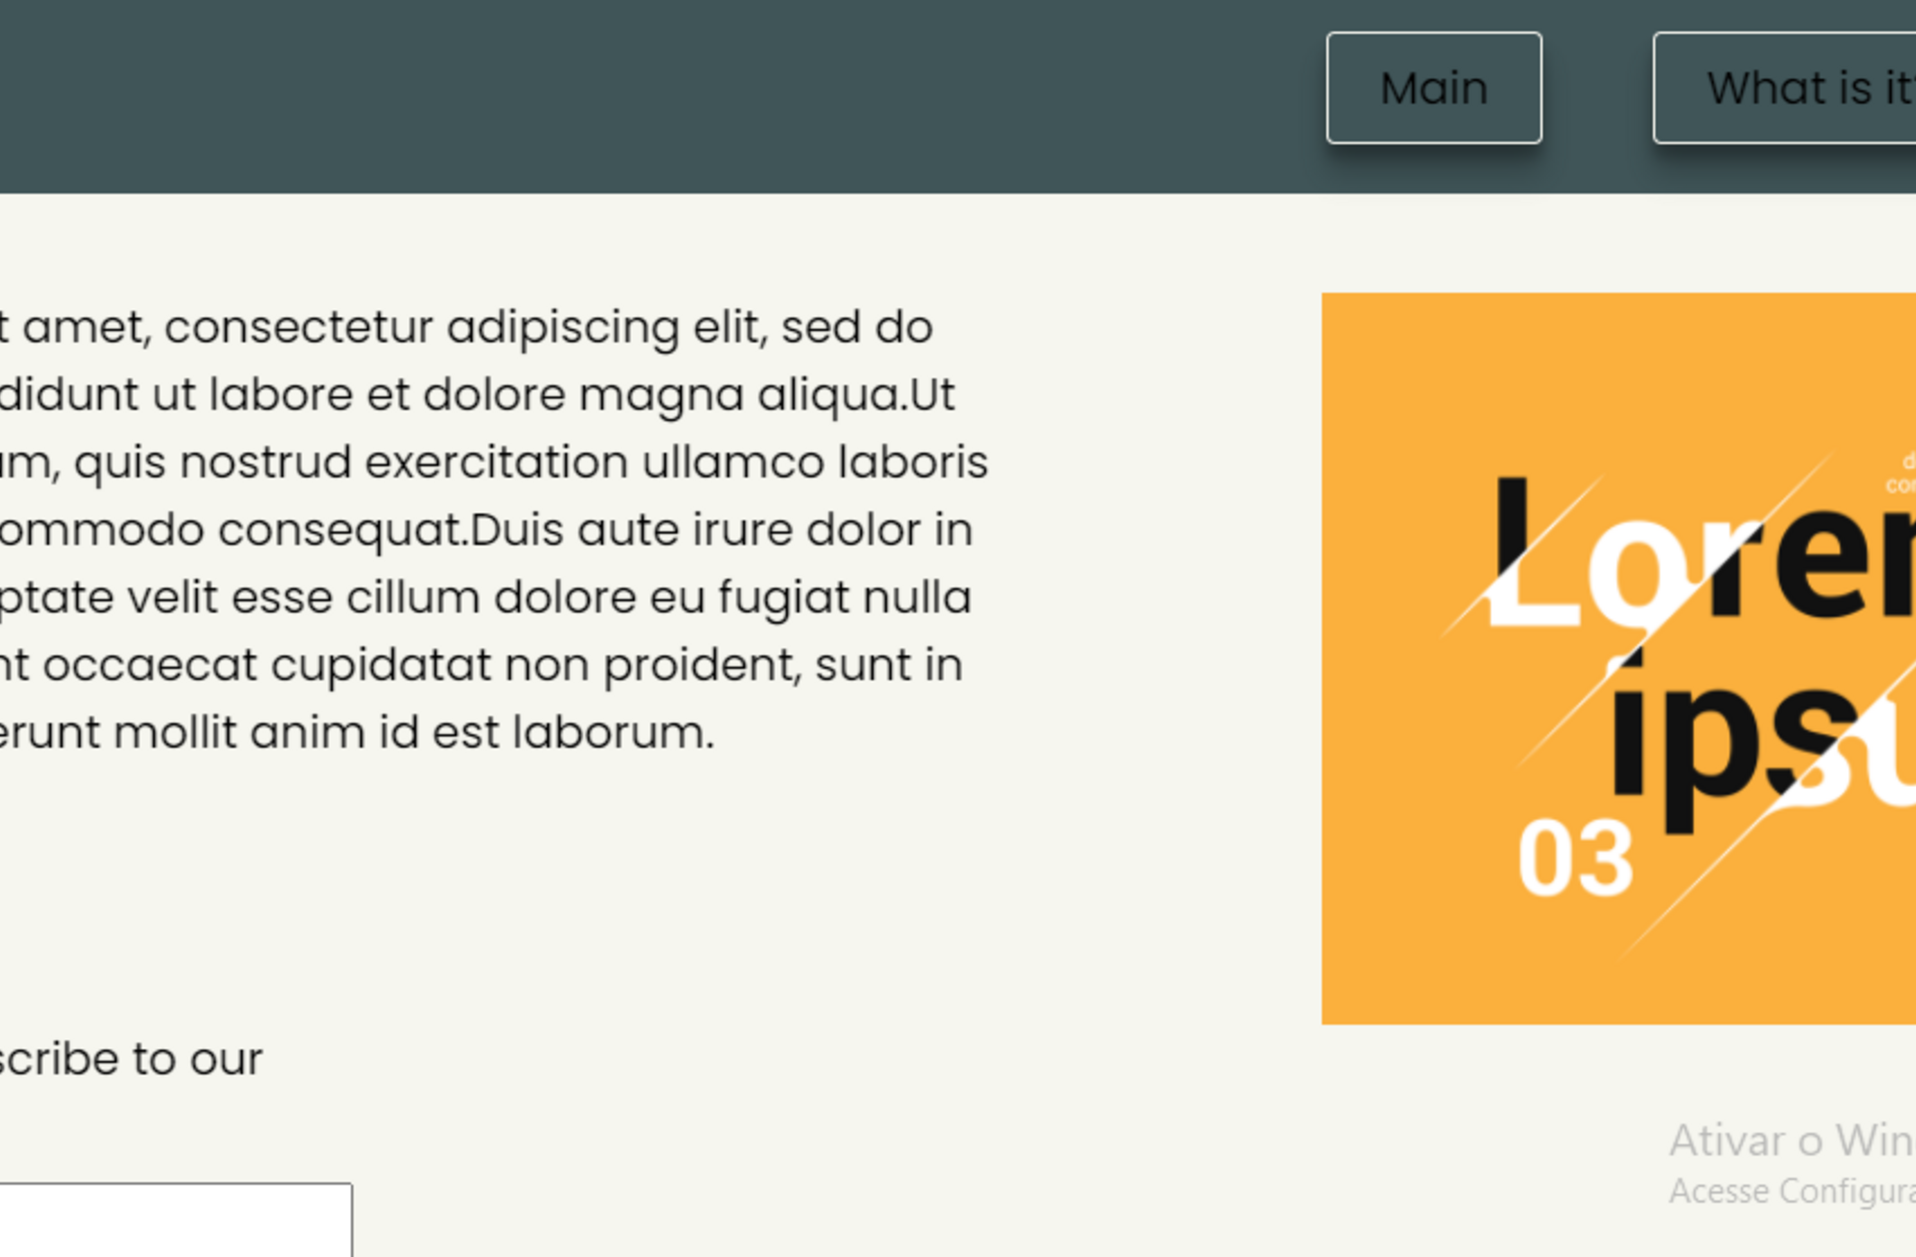 Main
What is it?
t amet, consectetur adipiscing elit, sed do
didunt ut labore et dolore magna aliqua.Ut
um, quis nostrud exercitation ullamco laboris
ommodo consequat.Duis aute irure dolor in
ptate velit esse cillum dolore eu fugiat nulla
nt occaecat cupidatat non proident, sunt in
erunt mollit anim id est laborum.
Lorem
ipsu
03
scribe to our
Ativar o Win
Acesse Configura